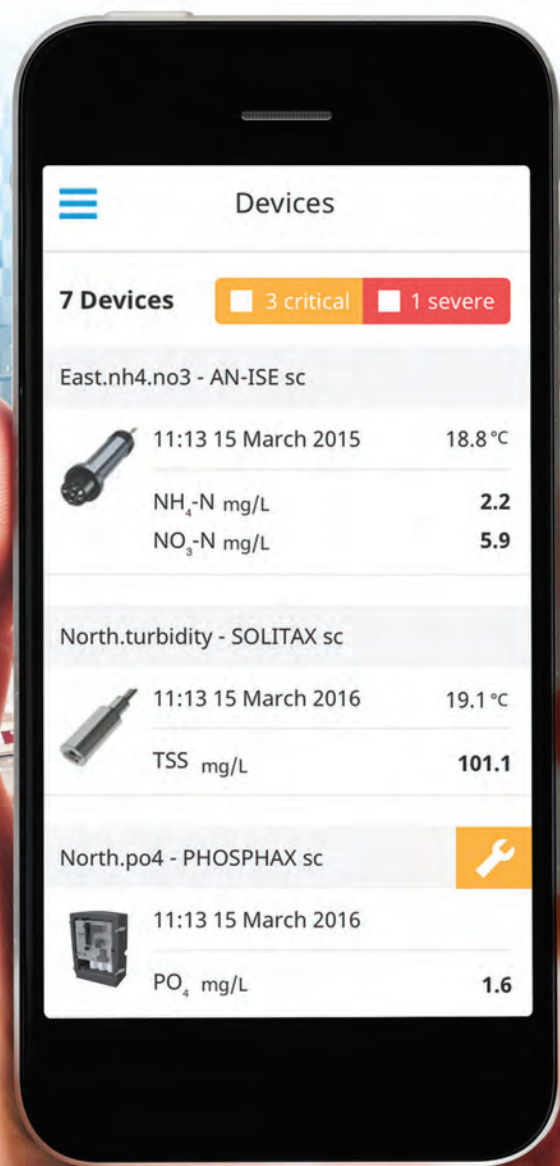 Devices
7 Devices 3 critical 1 severe
East.nh4.no3 - AN-ISE sc
11:13 15 March 2015 18.8 °C
NH₄-N mg/L 2.2
NO₃-N mg/L 5.9
North.turbidity - SOLITAX sc
11:13 15 March 2016 19.1 °C
TSS mg/L 101.1
North.po4 - PHOSPHAX sc
11:13 15 March 2016
PO₄ mg/L 1.6